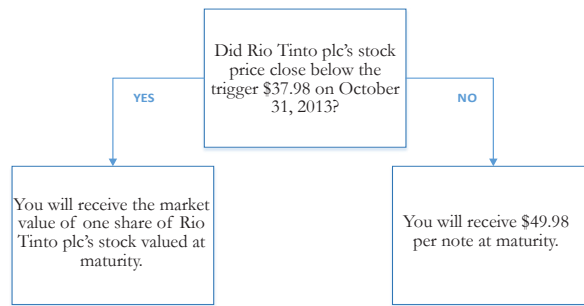 Did Rio Tinto plc’s stock
price close below the
trigger $37.98 on October
31, 2013?
YES
NO
You will receive the market
value of one share of Rio
Tinto plc’s stock valued at
maturity.
You will receive $49.98
per note at maturity.